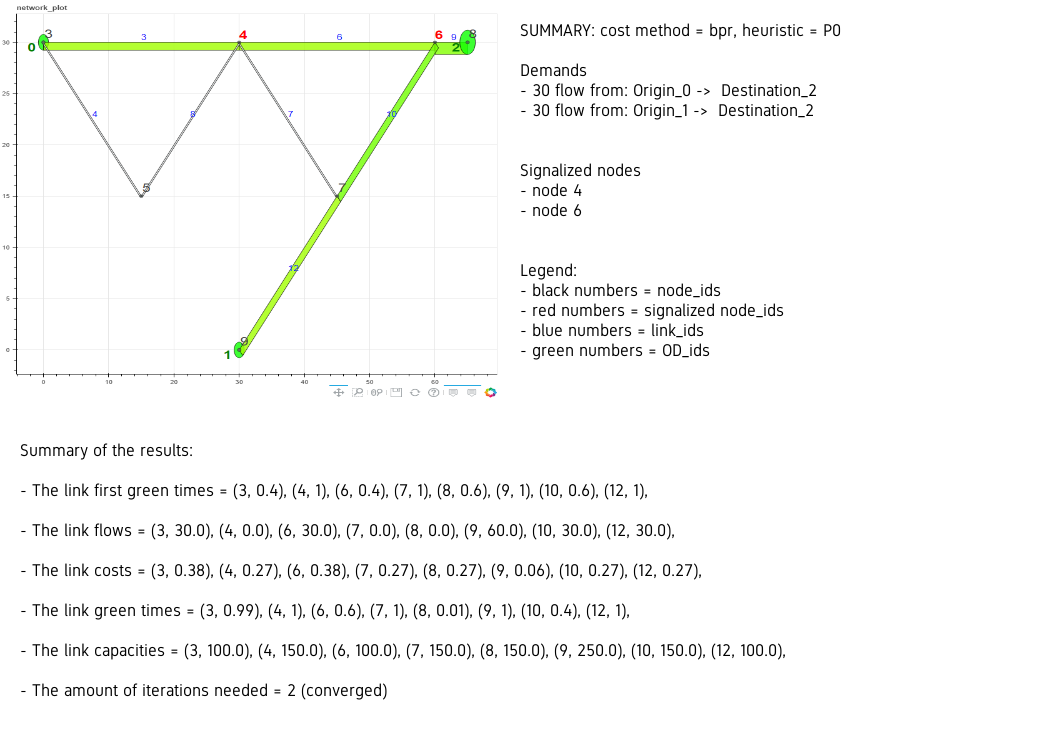 network_plot
3
3
4
6
6
9
8
0
2
30
4
8
7
10
25
20
5
7
15
10
12
5
9
1
0
0
10
20
30
40
50
60
SUMMARY: cost method = bpr, heuristic = P0
Demands
- 30 flow from: Origin_0 -> Destination_2
- 30 flow from: Origin_1 -> Destination_2
Signalized nodes
- node 4
- node 6
Legend:
- black numbers = node_ids
- red numbers = signalized node_ids
- blue numbers = link_ids
- green numbers = OD_ids
Summary of the results:
- The link first green times = (3, 0.4), (4, 1), (6, 0.4), (7, 1), (8, 0.6), (9, 1), (10, 0.6), (12, 1),
- The link flows = (3, 30.0), (4, 0.0), (6, 30.0), (7, 0.0), (8, 0.0), (9, 60.0), (10, 30.0), (12, 30.0),
- The link costs = (3, 0.38), (4, 0.27), (6, 0.38), (7, 0.27), (8, 0.27), (9, 0.06), (10, 0.27), (12, 0.27),
- The link green times = (3, 0.99), (4, 1), (6, 0.6), (7, 1), (8, 0.01), (9, 1), (10, 0.4), (12, 1),
- The link capacities = (3, 100.0), (4, 150.0), (6, 100.0), (7, 150.0), (8, 150.0), (9, 250.0), (10, 150.0), (12, 100.0),
- The amount of iterations needed = 2 (converged)